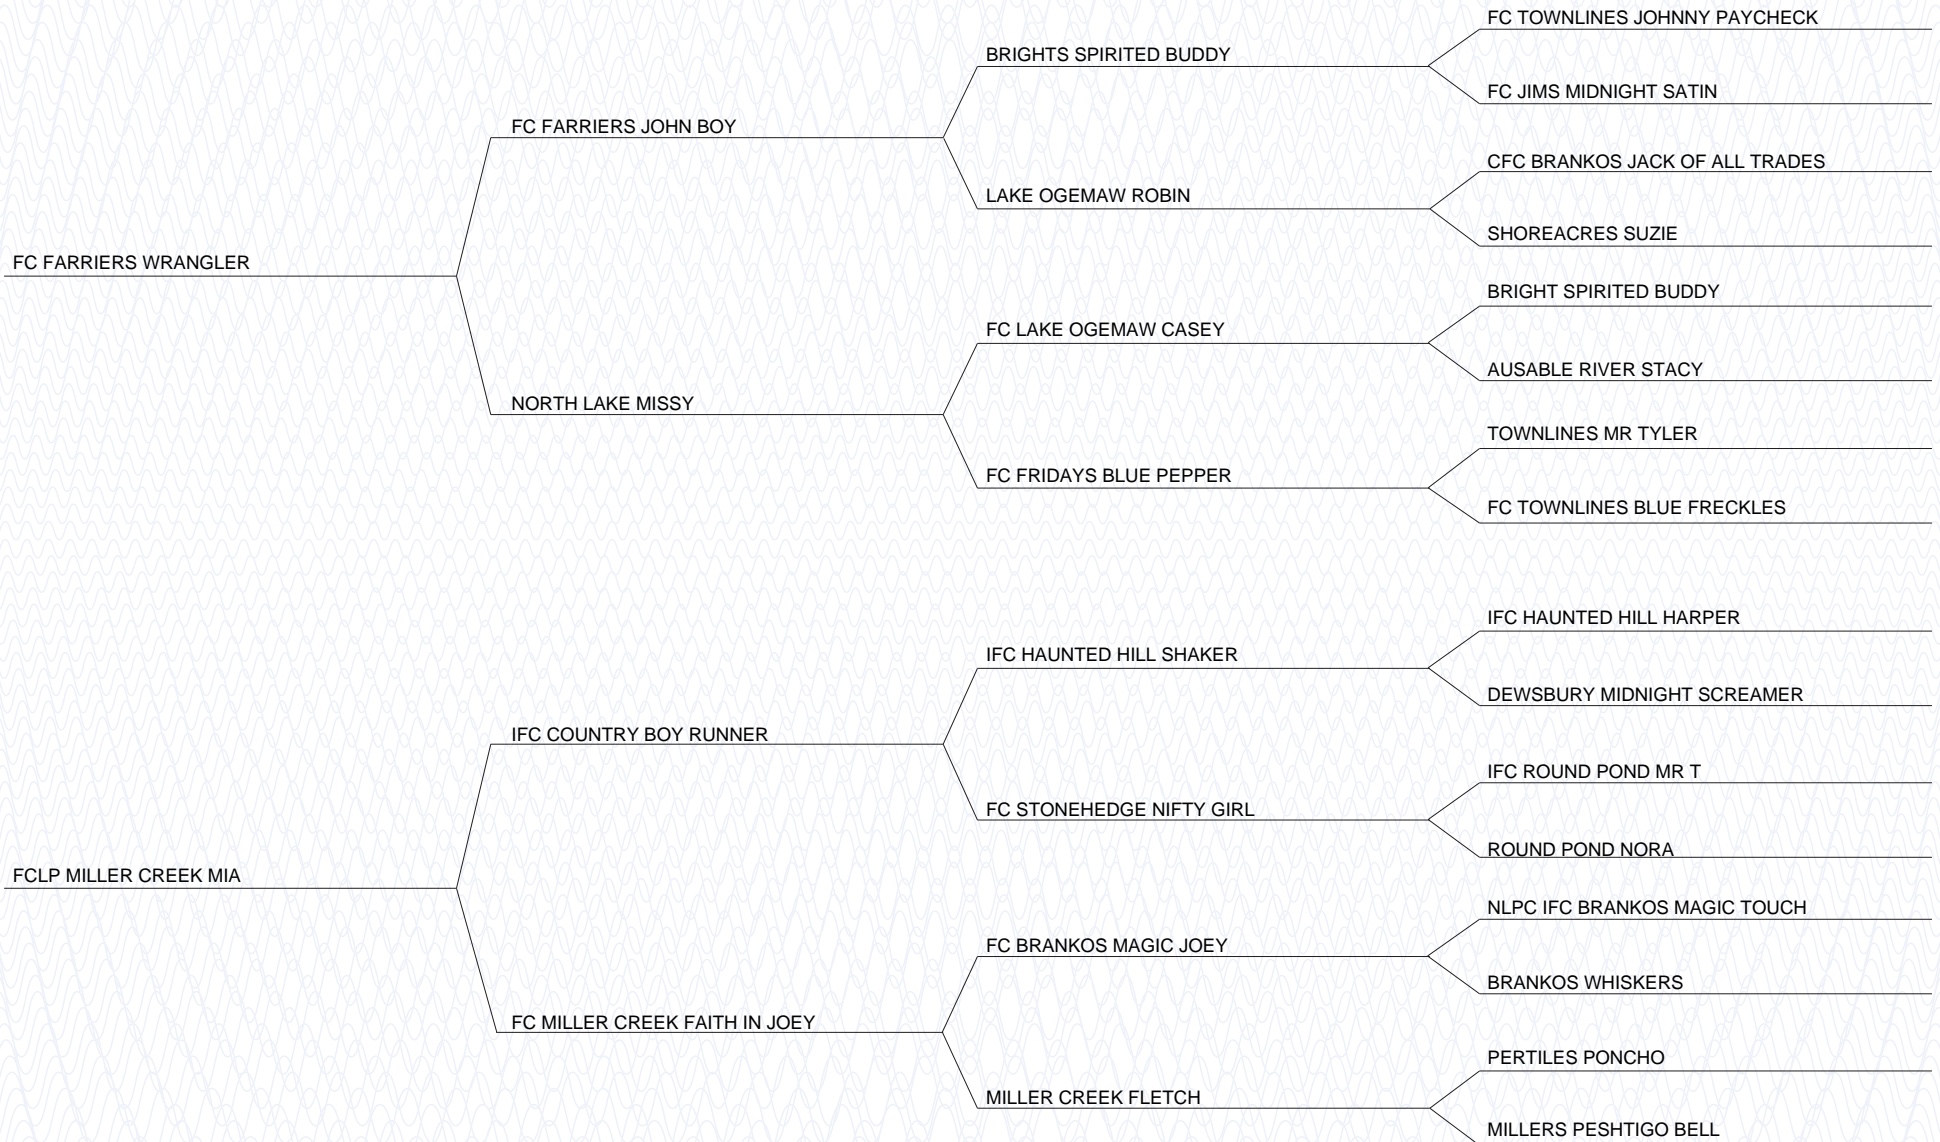 FC TOWNLINES JOHNNY PAYCHECK
BRIGHTS SPIRITED BUDDY
FC JIMS MIDNIGHT SATIN
FC FARRIERS JOHN BOY
CFC BRANKOS JACK OF ALL TRADES
LAKE OGEMAW ROBIN
SHOREACRES SUZIE
FC FARRIERS WRANGLER
BRIGHT SPIRITED BUDDY
FC LAKE OGEMAW CASEY
AUSABLE RIVER STACY
NORTH LAKE MISSY
TOWNLINES MR TYLER
FC FRIDAYS BLUE PEPPER
FC TOWNLINES BLUE FRECKLES
IFC HAUNTED HILL HARPER
IFC HAUNTED HILL SHAKER
DEWSBURY MIDNIGHT SCREAMER
IFC COUNTRY BOY RUNNER
IFC ROUND POND MR T
FC STONEHEDGE NIFTY GIRL
ROUND POND NORA
FCLP MILLER CREEK MIA
NLPC IFC BRANKOS MAGIC TOUCH
FC BRANKOS MAGIC JOEY
BRANKOS WHISKERS
FC MILLER CREEK FAITH IN JOEY
PERTILES PONCHO
MILLER CREEK FLETCH
MILLERS PESHTIGO BELL